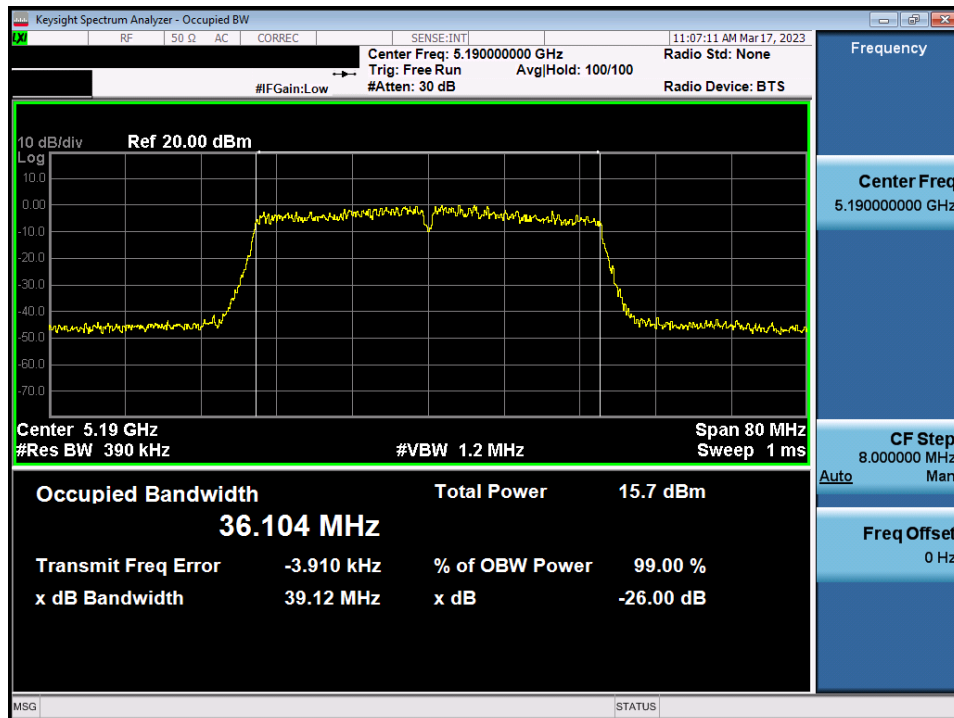 Keysight Spectrum Analyzer - Occupied BW
LXI RF 50 Ω AC CORREC SENSE:INT 11:07:11 AM Mar 17, 2023
Center Freq: 5.190000000 GHz Radio Std: None
Trig: Free Run Avg|Hold: 100/100
#IFGain:Low #Atten: 30 dB Radio Device: BTS
10 dB/div Ref 20.00 dBm
Log
10.0
0.00
-10.0
-20.0
-30.0
-40.0
-50.0
-60.0
-70.0
Center 5.19 GHz Span 80 MHz
#Res BW 390 kHz #VBW 1.2 MHz Sweep 1 ms
Occupied Bandwidth Total Power 15.7 dBm
36.104 MHz
Transmit Freq Error -3.910 kHz % of OBW Power 99.00 %
x dB Bandwidth 39.12 MHz x dB -26.00 dB
Frequency
Center Freq
5.190000000 GHz
CF Step
8.000000 MHz
Auto Man
Freq Offset
0 Hz
MSG STATUS